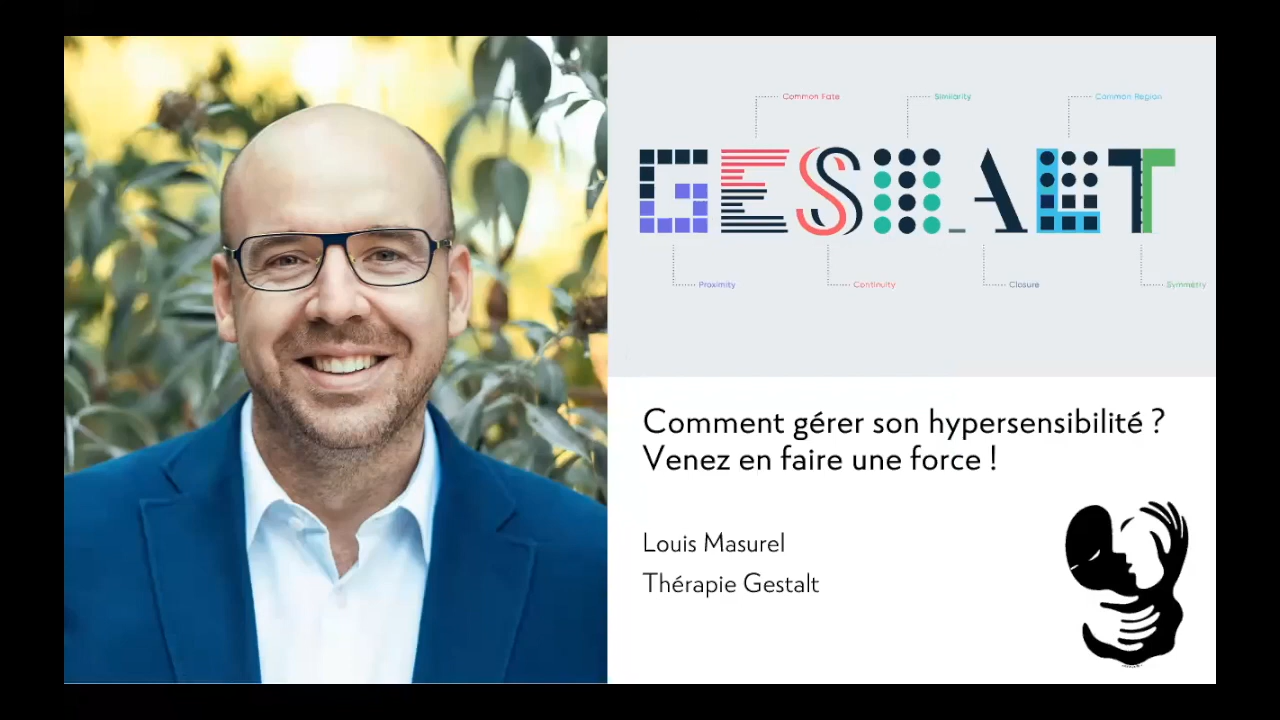 Common Fate
Similarity
Common Region
GESTALT
Proximity
Continuity
Closure
Symmetry
Comment gérer son hypersensibilité ?
Venez en faire une force !
Louis Masurel
Thérapie Gestalt